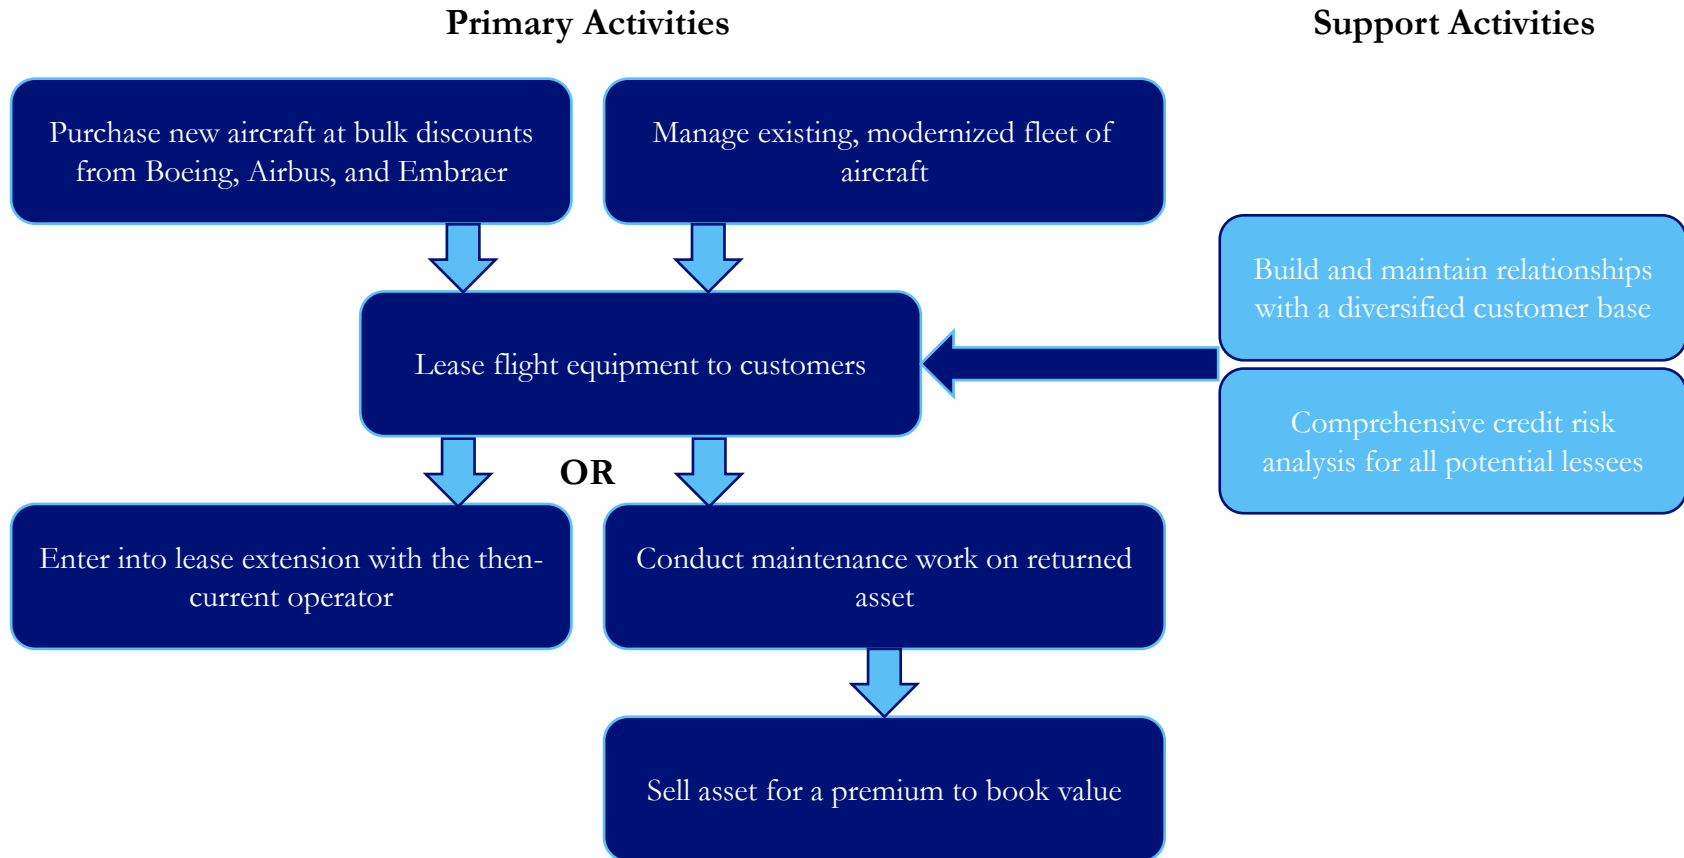 Primary Activities
Support Activities
Purchase new aircraft at bulk discounts
from Boeing, Airbus, and Embraer
Manage existing, modernized fleet of
aircraft
Build and maintain relationships
with a diversified customer base
Lease flight equipment to customers
Comprehensive credit risk
analysis for all potential lessees
OR
Enter into lease extension with the then-
current operator
Conduct maintenance work on returned
asset
Sell asset for a premium to book value